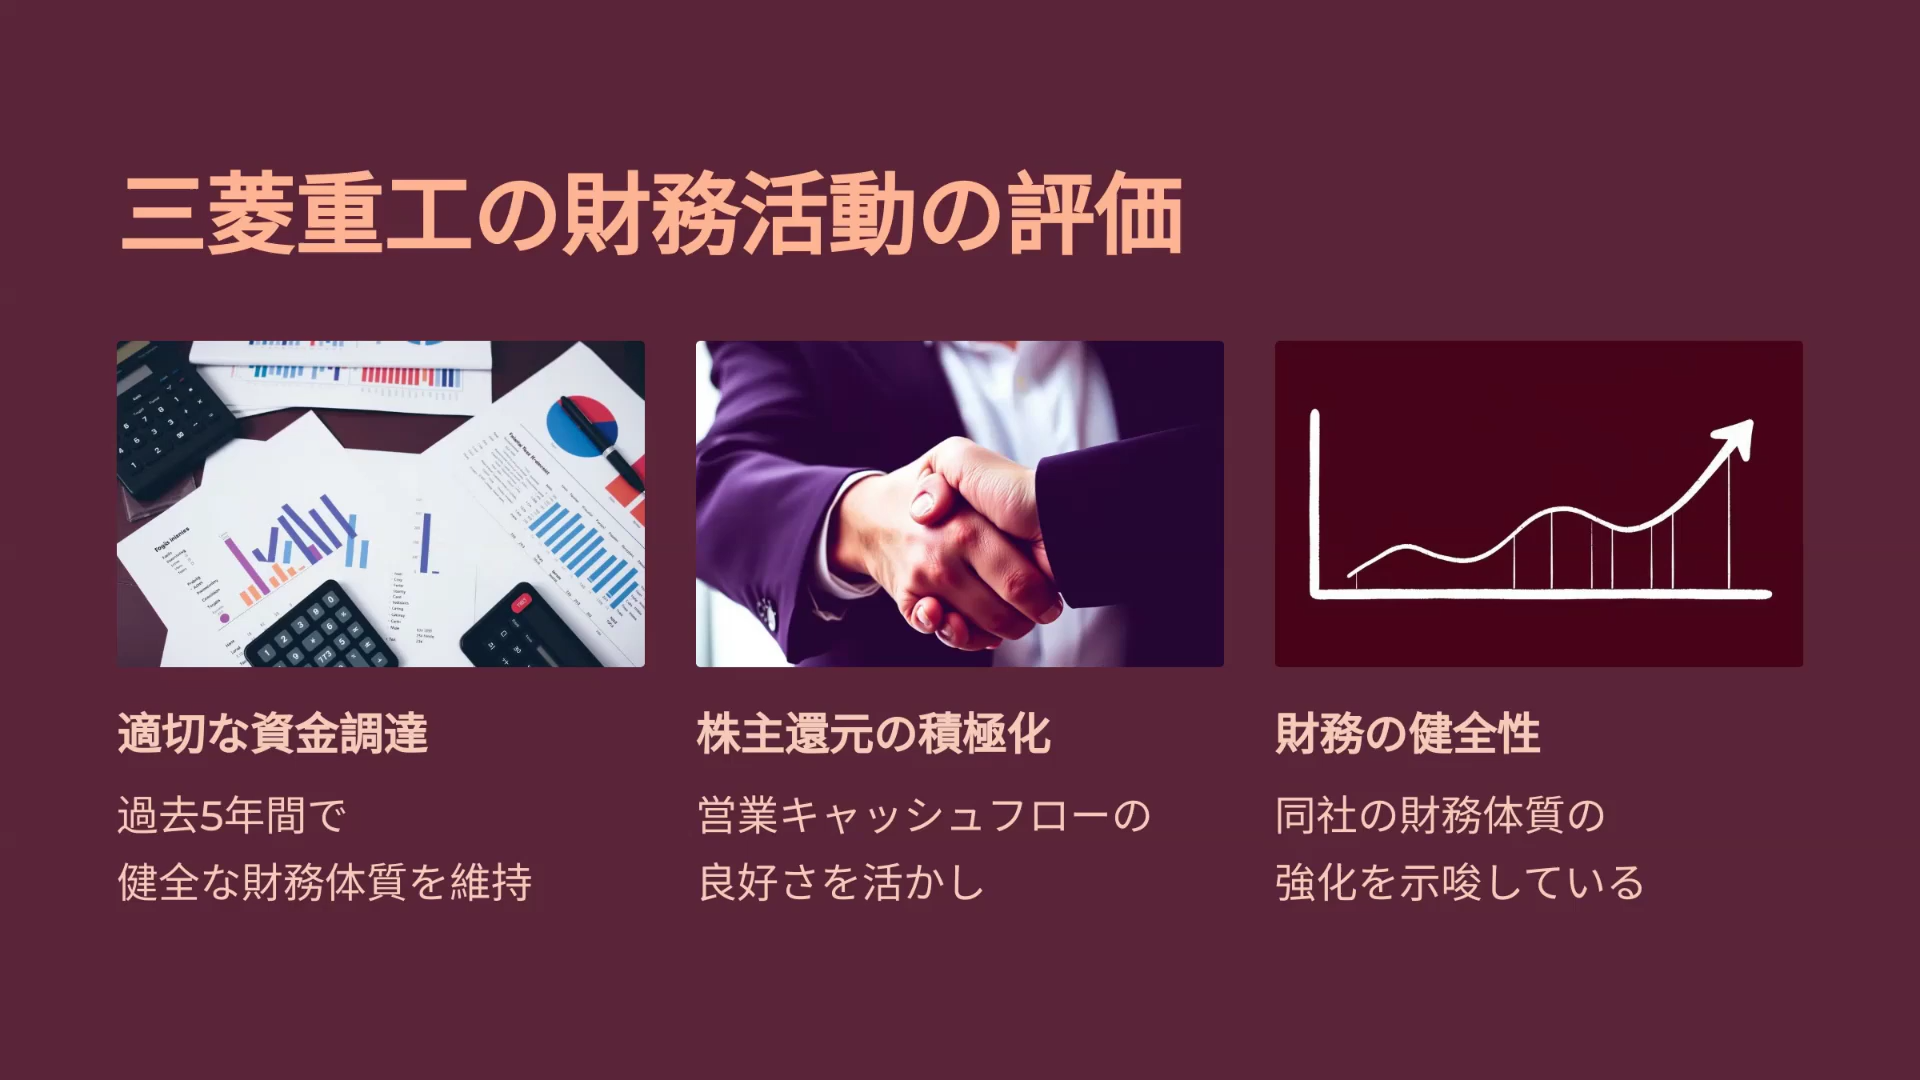 三菱重工の財務活動の評価
適切な資金調達
過去5年間で
健全な財務体質を維持
株主還元の積極化
営業キャッシュフローの
良好さを活かし
財務の健全性
同社の財務体質の
強化を示唆している